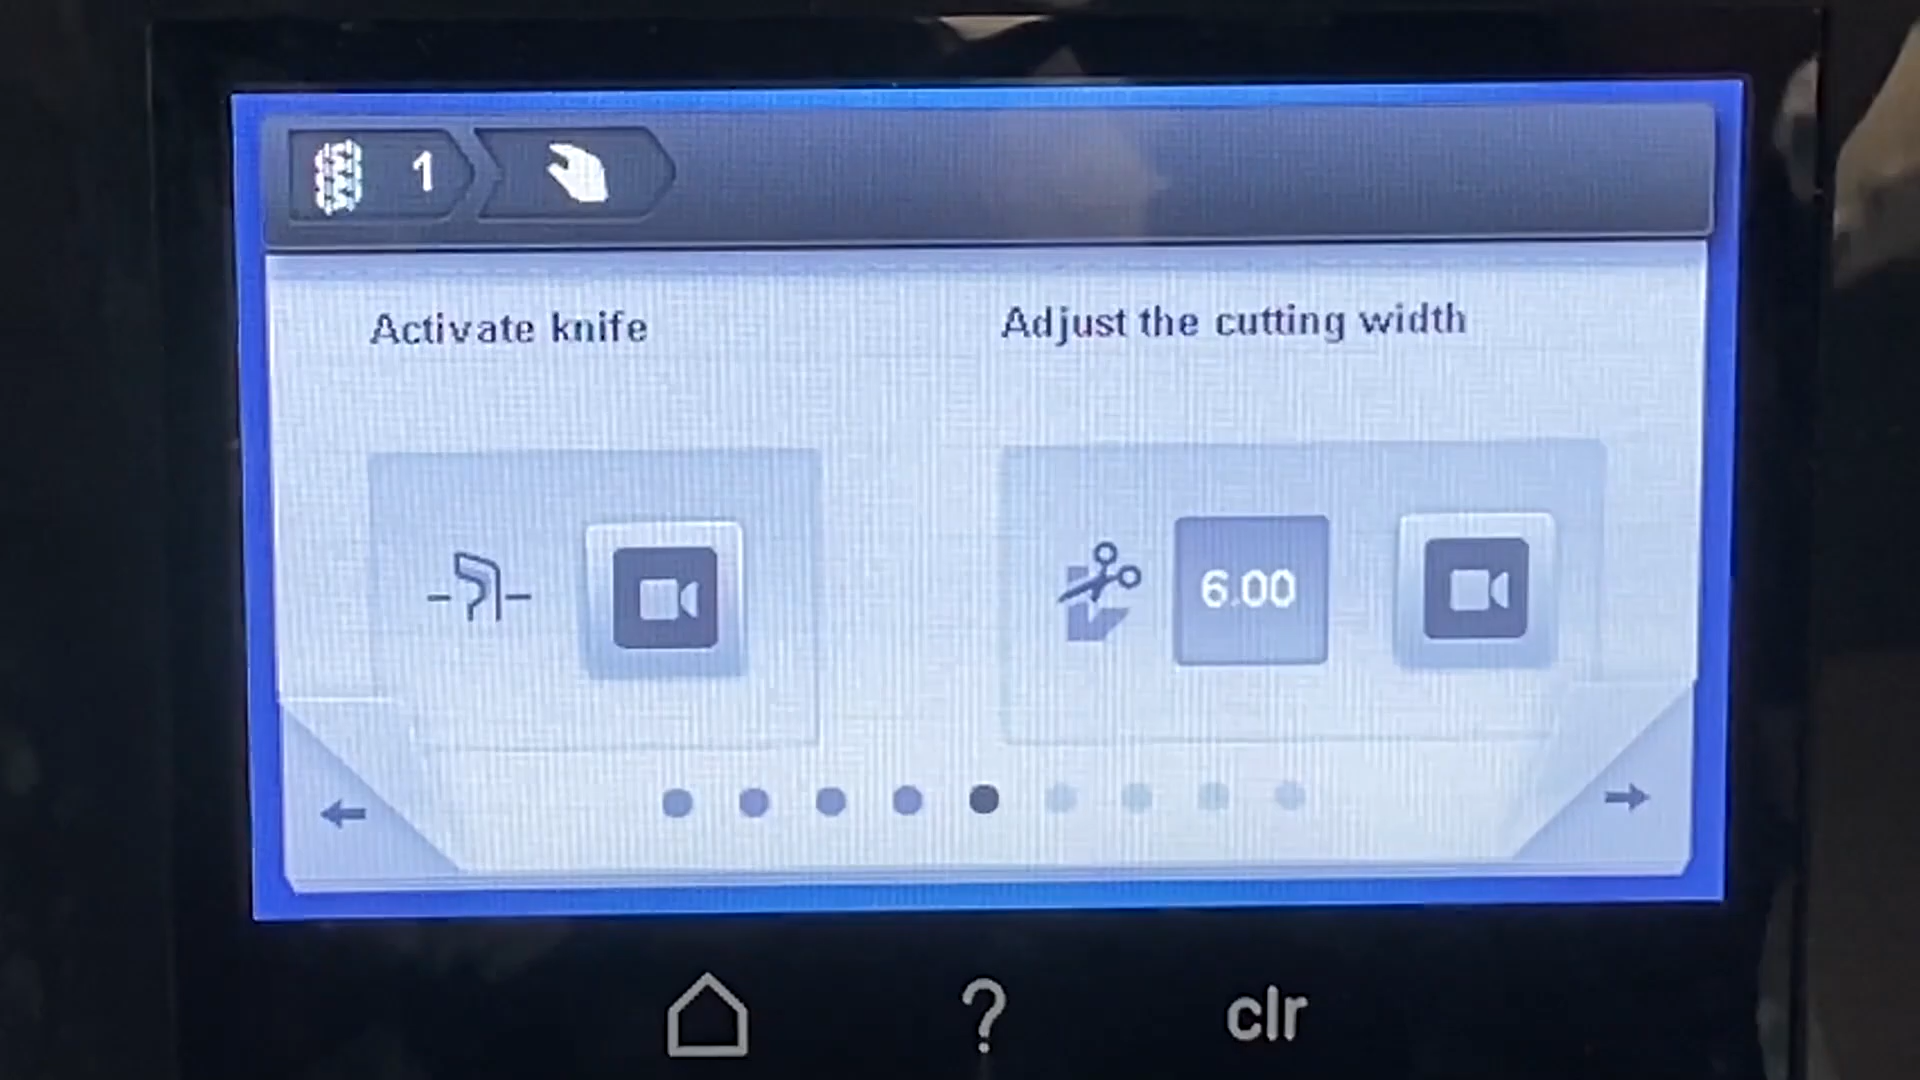 1
Activate knife
Adjust the cutting width
6.00
?
clr